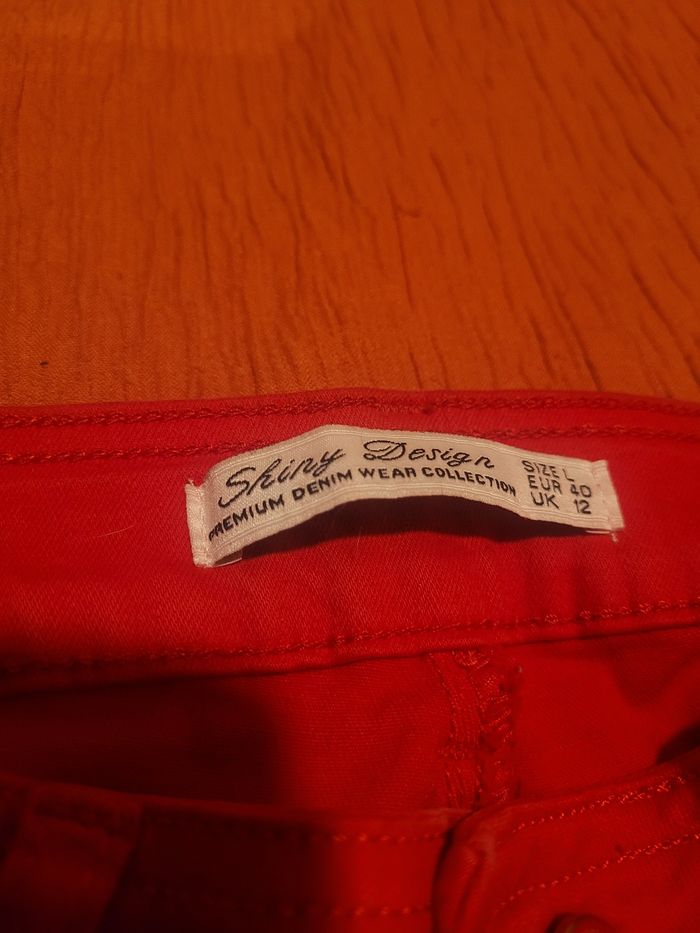 Shiny Design
PREMIUM DENIM WEAR COLLECTION
SIZE L
EUR 40
UK 12